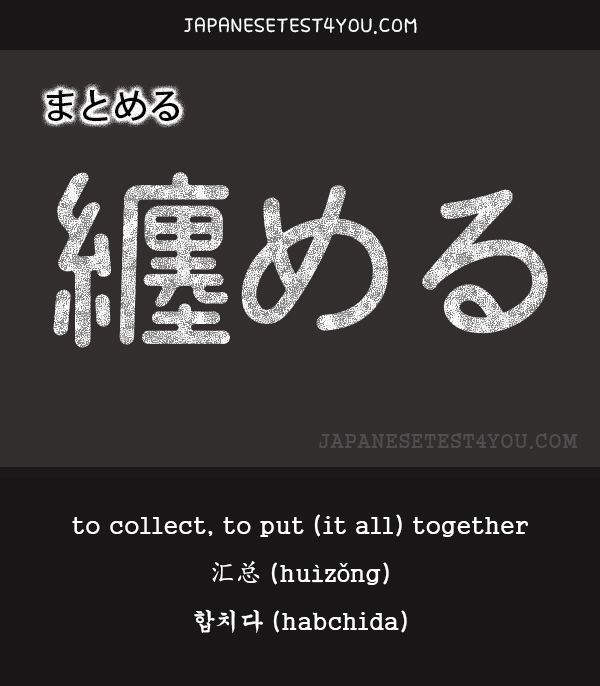 JAPANESETEST4YOU.COM
まとめる
纏める
JAPANESETEST4YOU.COM
to collect, to put (it all) together
汇总 (huìzǒng)
합치다 (habchida)